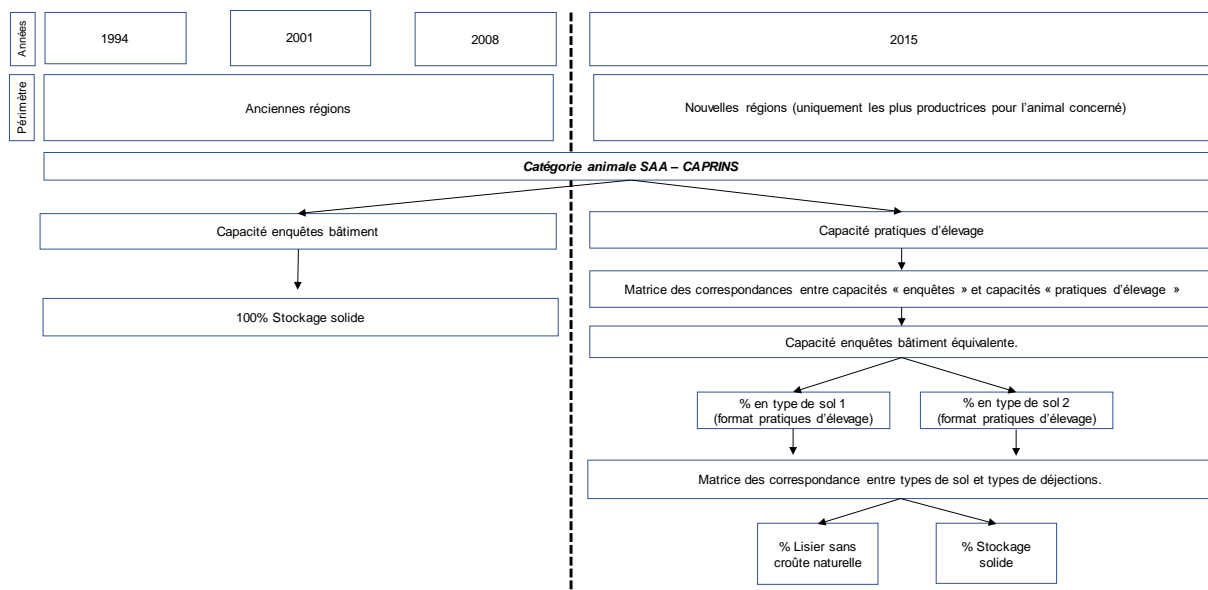 Années
1994
2001
2008
2015
Périmètre
Anciennes régions
Nouvelles régions (uniquement les plus productrices pour l'animal concerné)
Catégorie animale SAA – CAPRINS
Capacité enquêtes bâtiment
Capacité pratiques d'élevage
Matrice des correspondances entre capacités « enquêtes » et capacités « pratiques d'élevage »
100% Stockage solide
Capacité enquêtes bâtiment équivalente.
% en type de sol 1
(format pratiques d'élevage)
% en type de sol 2
(format pratiques d'élevage)
Matrice des correspondance entre types de sol et types de déjections.
% Lisier sans
croûte naturelle
% Stockage
solide